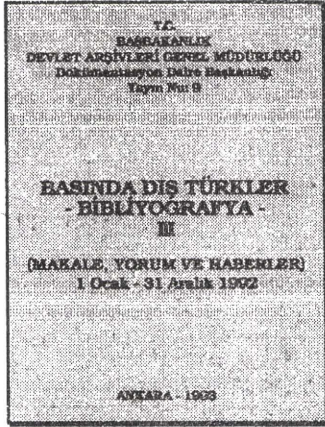 T.C.
BAŞBAKANLIK
DEVLET ARŞİVLERİ GENEL MÜDÜRLÜĞÜ
Dokümentasyon Daire Başkanlığı
Yayın Nu: 9
BASINDA DIŞ TÜRKLER
- BİBLİYOGRAFYA -
III
(MAKALE, YORUM VE HABERLER)
1 Ocak - 31 Aralık 1992
ANKARA - 1993